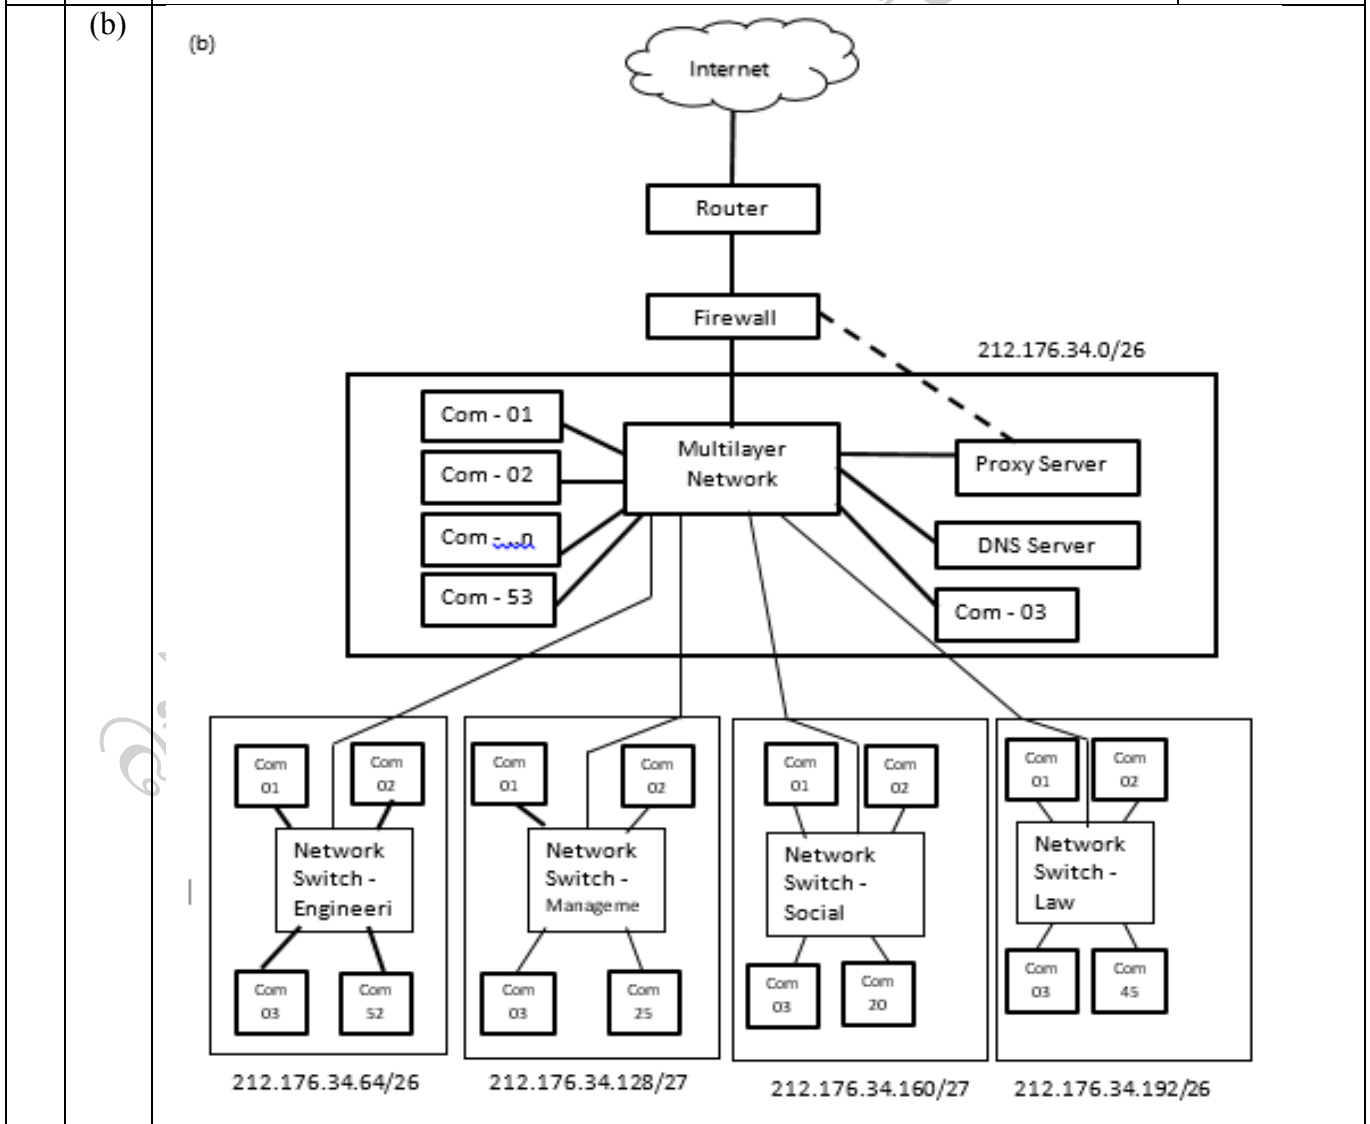 (b)
(b)
Internet
Router
Firewall
212.176.34.0/26
Com - 01
Com - 02
Com -...n
Com - 53
Multilayer
Network
Proxy Server
DNS Server
Com - 03
Com
01
Com
02
Network
Switch -
Engineeri
Com
03
Com
52
212.176.34.64/26
Com
01
Com
02
Network
Switch -
Manageme
Com
03
Com
25
212.176.34.128/27
Com
01
Com
02
Network
Switch -
Social
Com
03
Com
20
212.176.34.160/27
Com
01
Com
02
Network
Switch -
Law
Com
03
Com
45
212.176.34.192/26